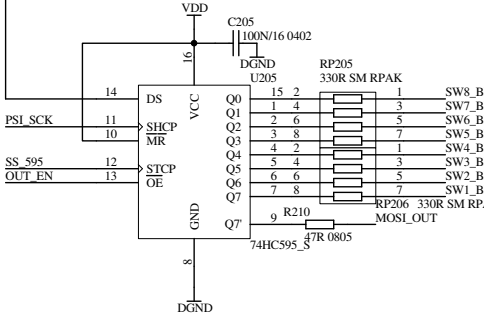 VDD
C205
100N/16 0402
16
DGND
U205
RP205
330R SM RPAK
14 DS VCC Q0 15 2 1 SW8_B
Q1 1 4 3 SW7_B
PSI_SCK 11 SHCP Q2 2 6 5 SW6_B
10 MR Q3 3 8 7 SW5_B
Q4 4 2 1 SW4_B
SS_595 12 STCP Q5 5 4 3 SW3_B
OUT_EN 13 OE Q6 6 6 5 SW2_B
Q7 7 8 7 SW1_B
RP206 330R SM RPA
GND Q7' 9 R210 MOSI_OUT
47R 0805
74HC595_S
8
DGND